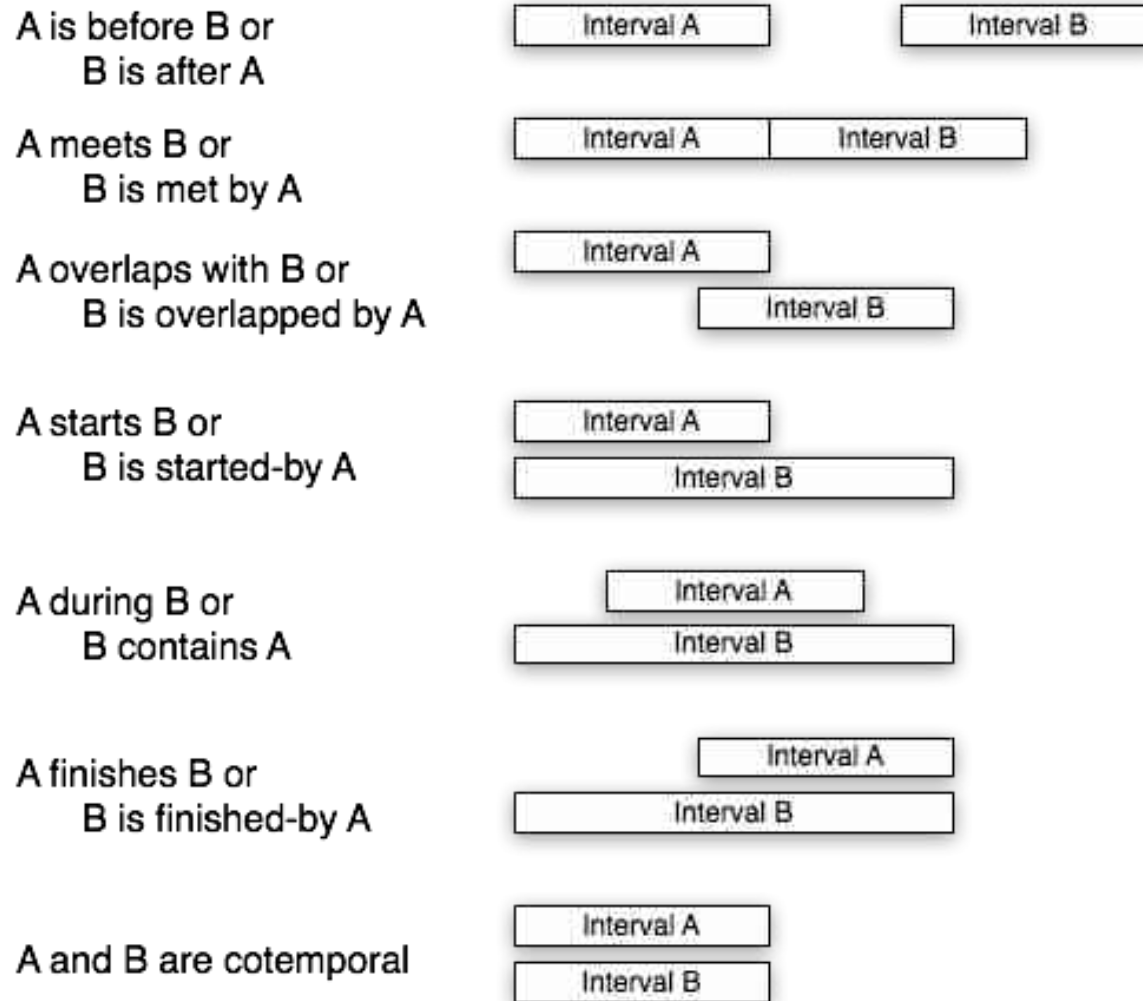 A is before B or
B is after A
Interval A
Interval B
A meets B or
B is met by A
Interval A
Interval B
A overlaps with B or
B is overlapped by A
Interval A
Interval B
A starts B or
B is started-by A
Interval A
Interval B
A during B or
B contains A
Interval A
Interval B
A finishes B or
B is finished-by A
Interval A
Interval B
A and B are cotemporal
Interval A
Interval B